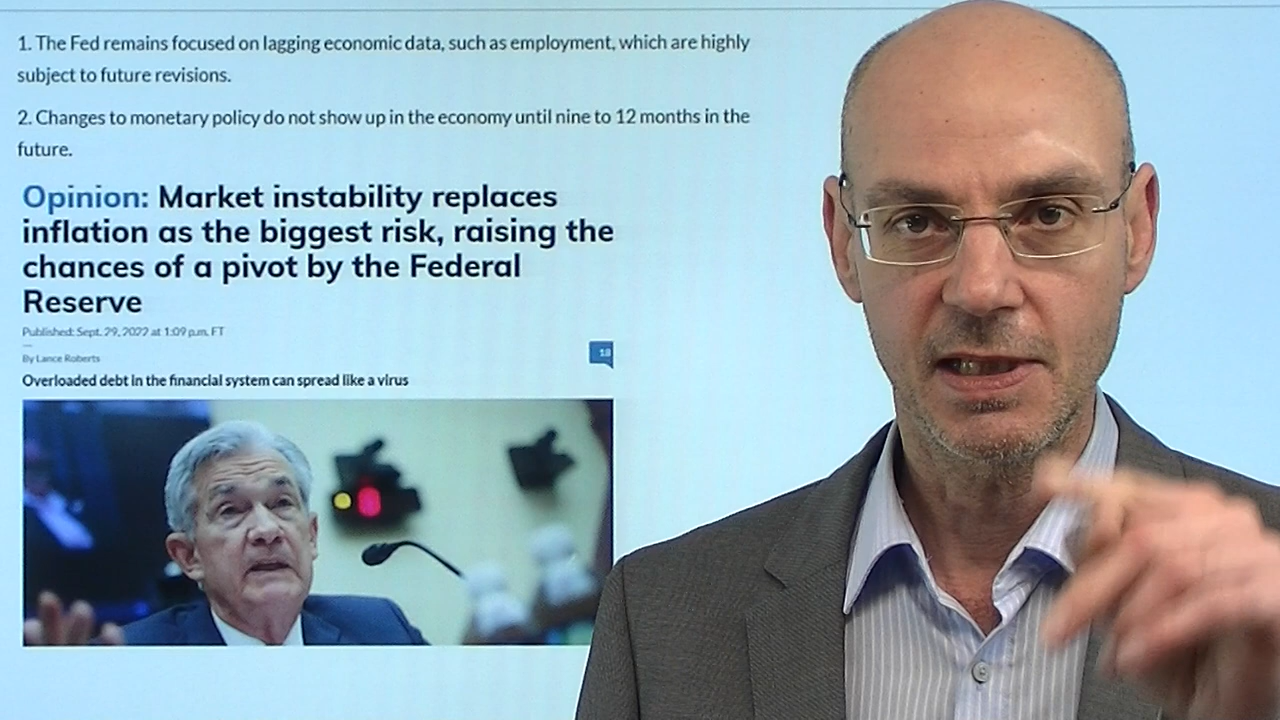 1. The Fed remains focused on lagging economic data, such as employment, which are highly
subject to future revisions.
2. Changes to monetary policy do not show up in the economy until nine to 12 months in the
future.
Opinion: Market instability replaces
inflation as the biggest risk, raising the
chances of a pivot by the Federal
Reserve
Published: Sept. 29, 2022 at 1:09 p.m. ET
By Lance Roberts
18
Overloaded debt in the financial system can spread like a virus